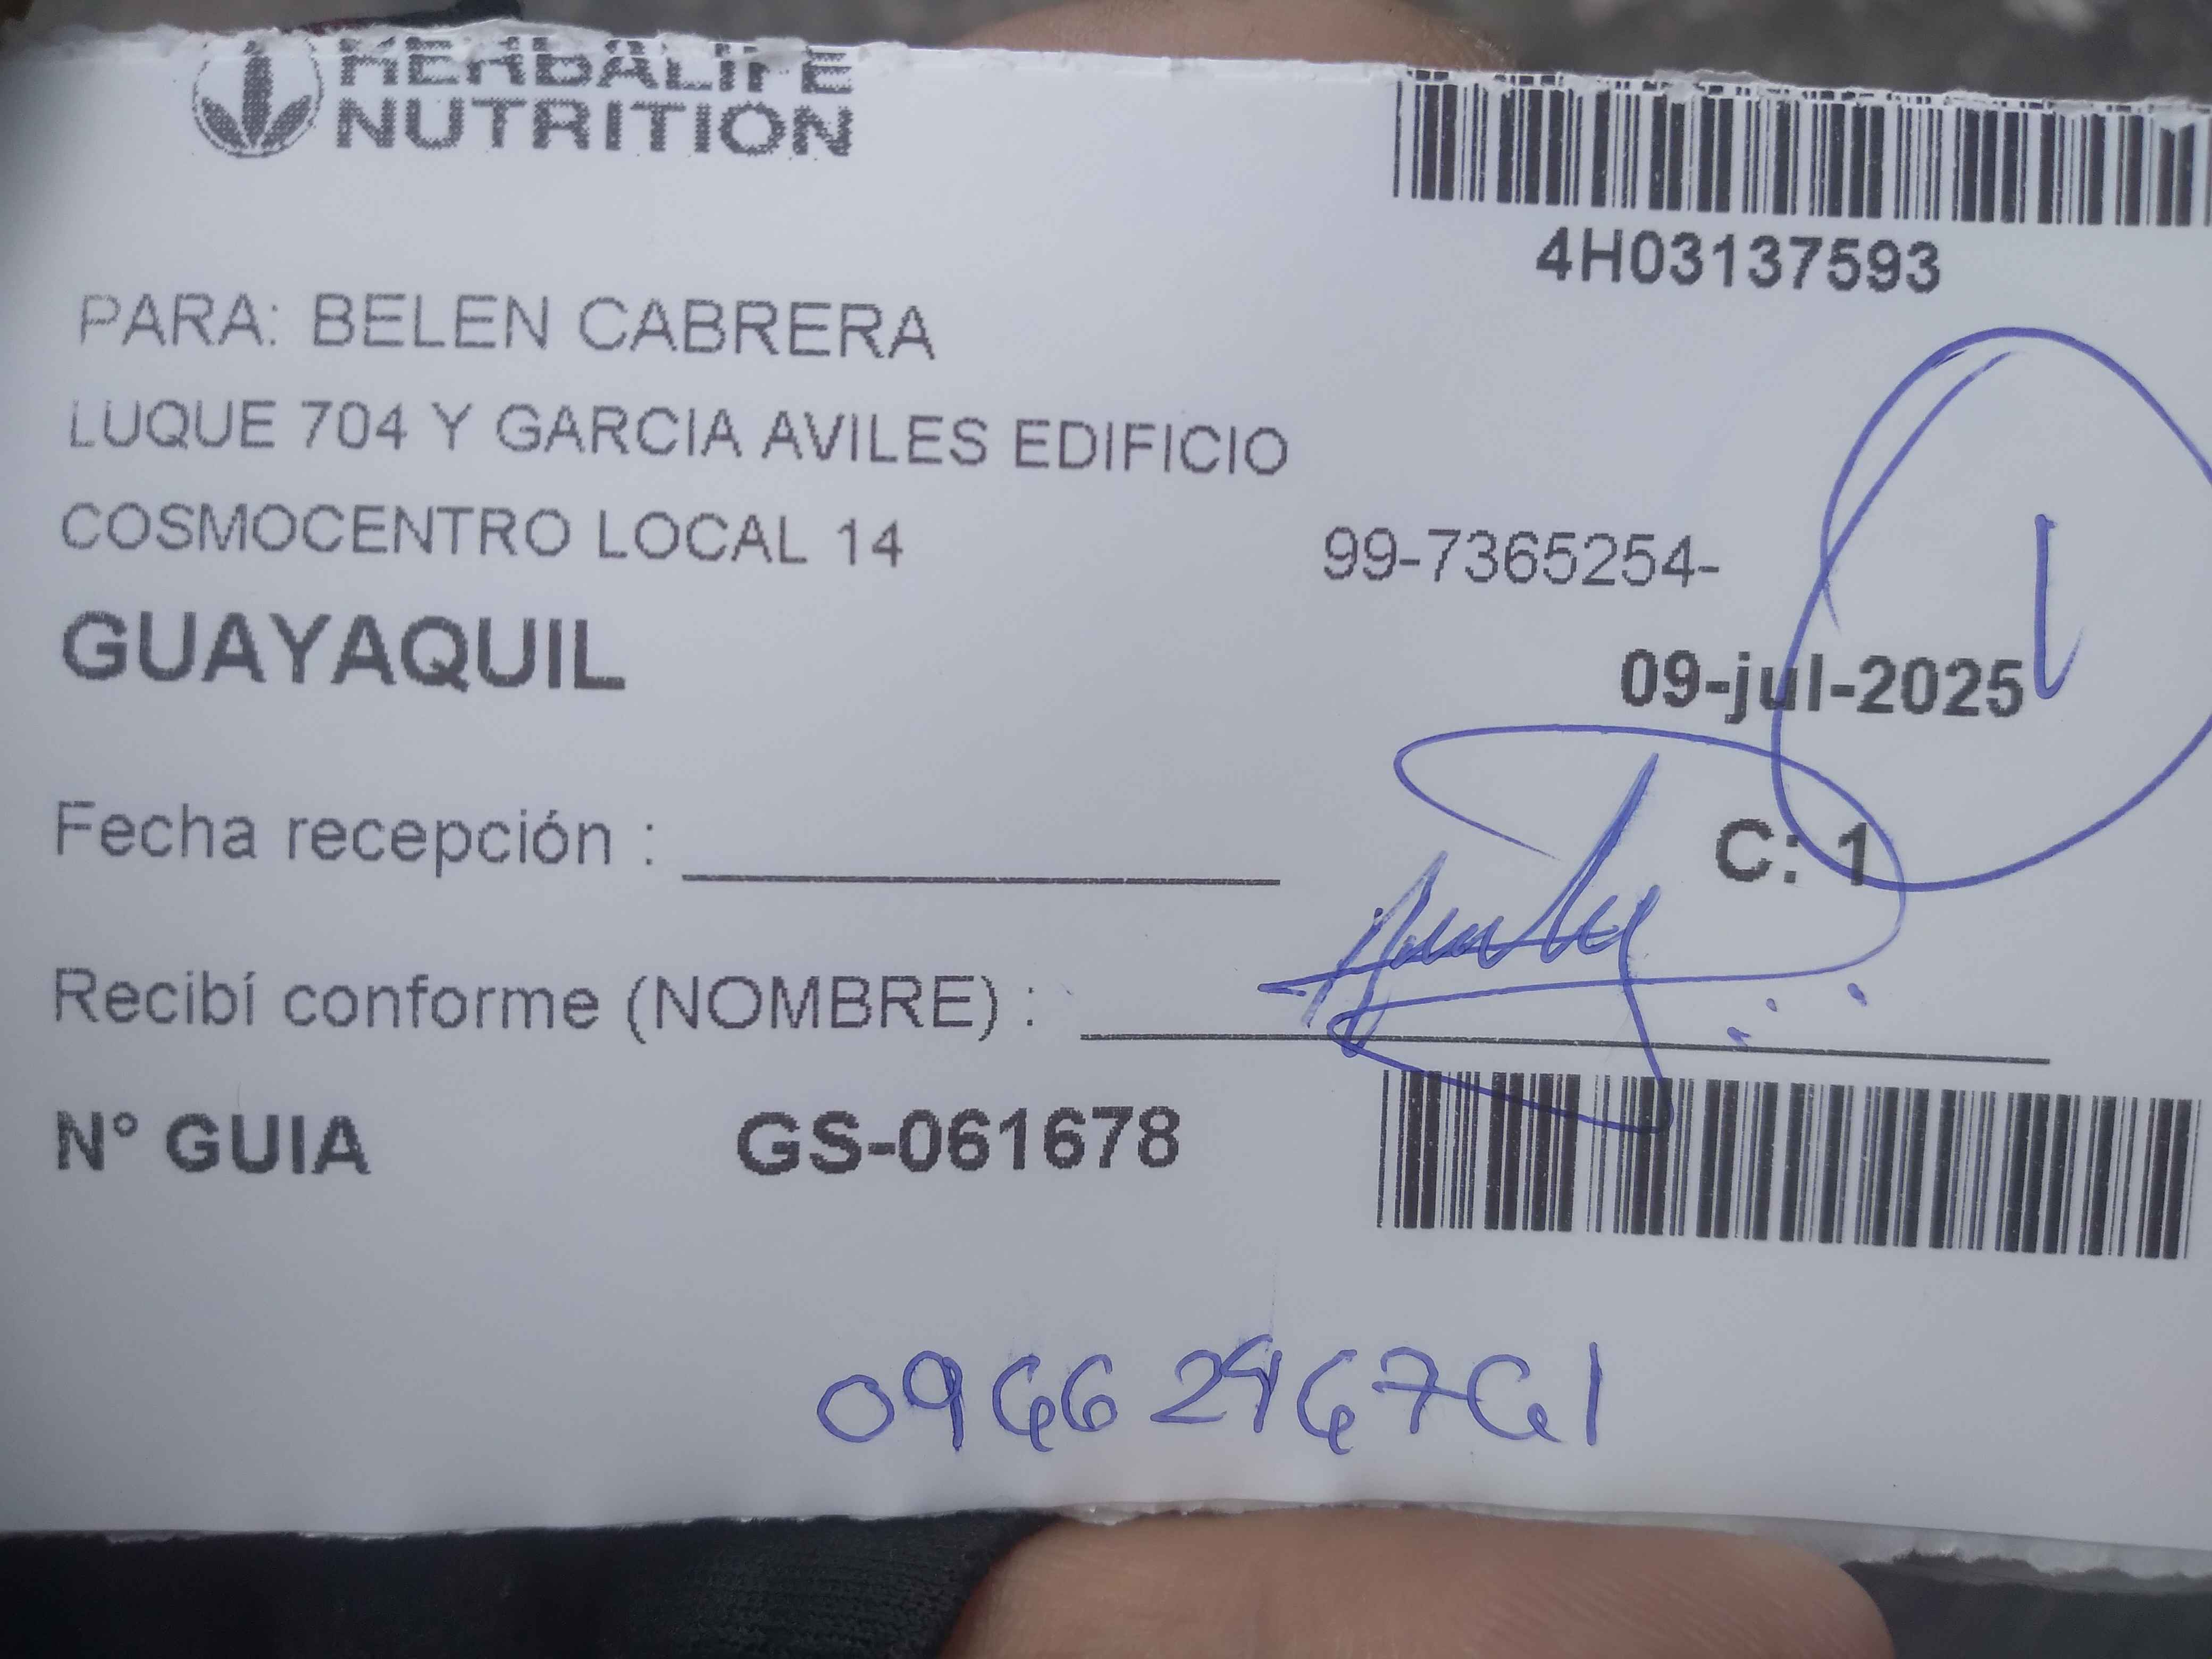 HERBALIFE
NUTRITION
4H03137593
PARA: BELEN CABRERA
LUQUE 704 Y GARCIA AVILES EDIFICIO
COSMOCENTRO LOCAL 14
99-7365254-
GUAYAQUIL
09-jul-2025
1
Fecha recepción :
C: 1
Recibí conforme (NOMBRE) :
N° GUIA GS-061678